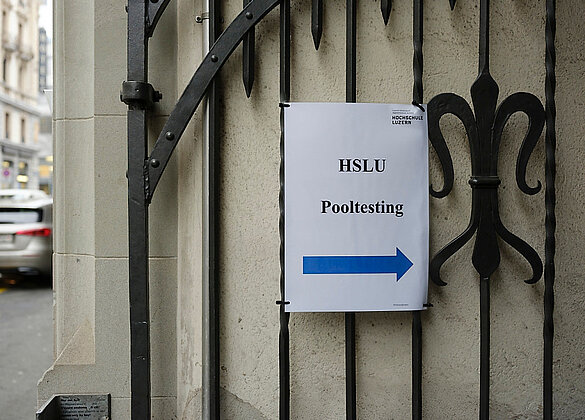 HOCHSCHULE
LUZERN
HSLU
Pooltesting